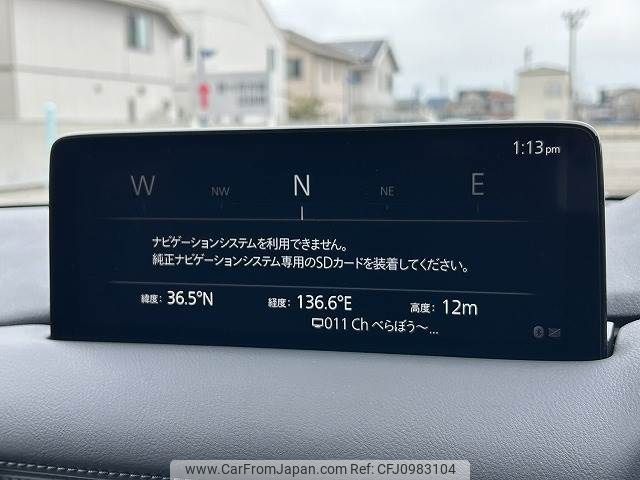 1:13pm
W NW N NE E
ナビゲーションシステムを利用できません。
純正ナビゲーションシステム専用のSDカードを装着してください。
緯度: 36.5°N 経度: 136.6°E 高度: 12m
011 Ch べらぼう〜...
www.CarFromJapan.com | Ref No.CFJ10983104